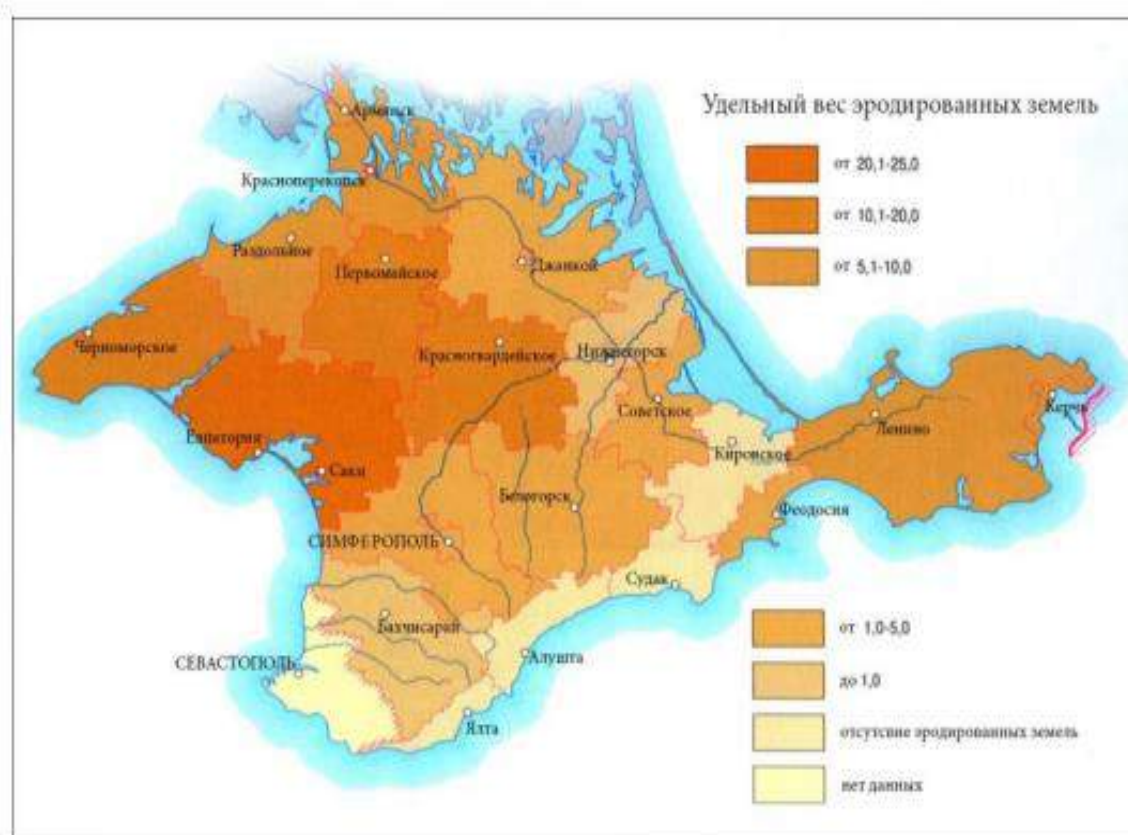 Удельный вес эродированных земель
от 20,1-25,0
от 10,1-20,0
от 5,1-10,0
Армянск
Красноперекопск
Раздольное
Первомайское
Джанкой
Черноморское
Красногвардейское
Нижнегорск
Советское
Керчь
Ленино
Евпатория
Кировское
Саки
Белогорск
Феодосия
СИМФЕРОПОЛЬ
Судак
Бахчисарай
СЕВАСТОПОЛЬ
Алушта
Ялта
от 1,0-5,0
до 1,0
отсутсвие эродированных земель
нет данных